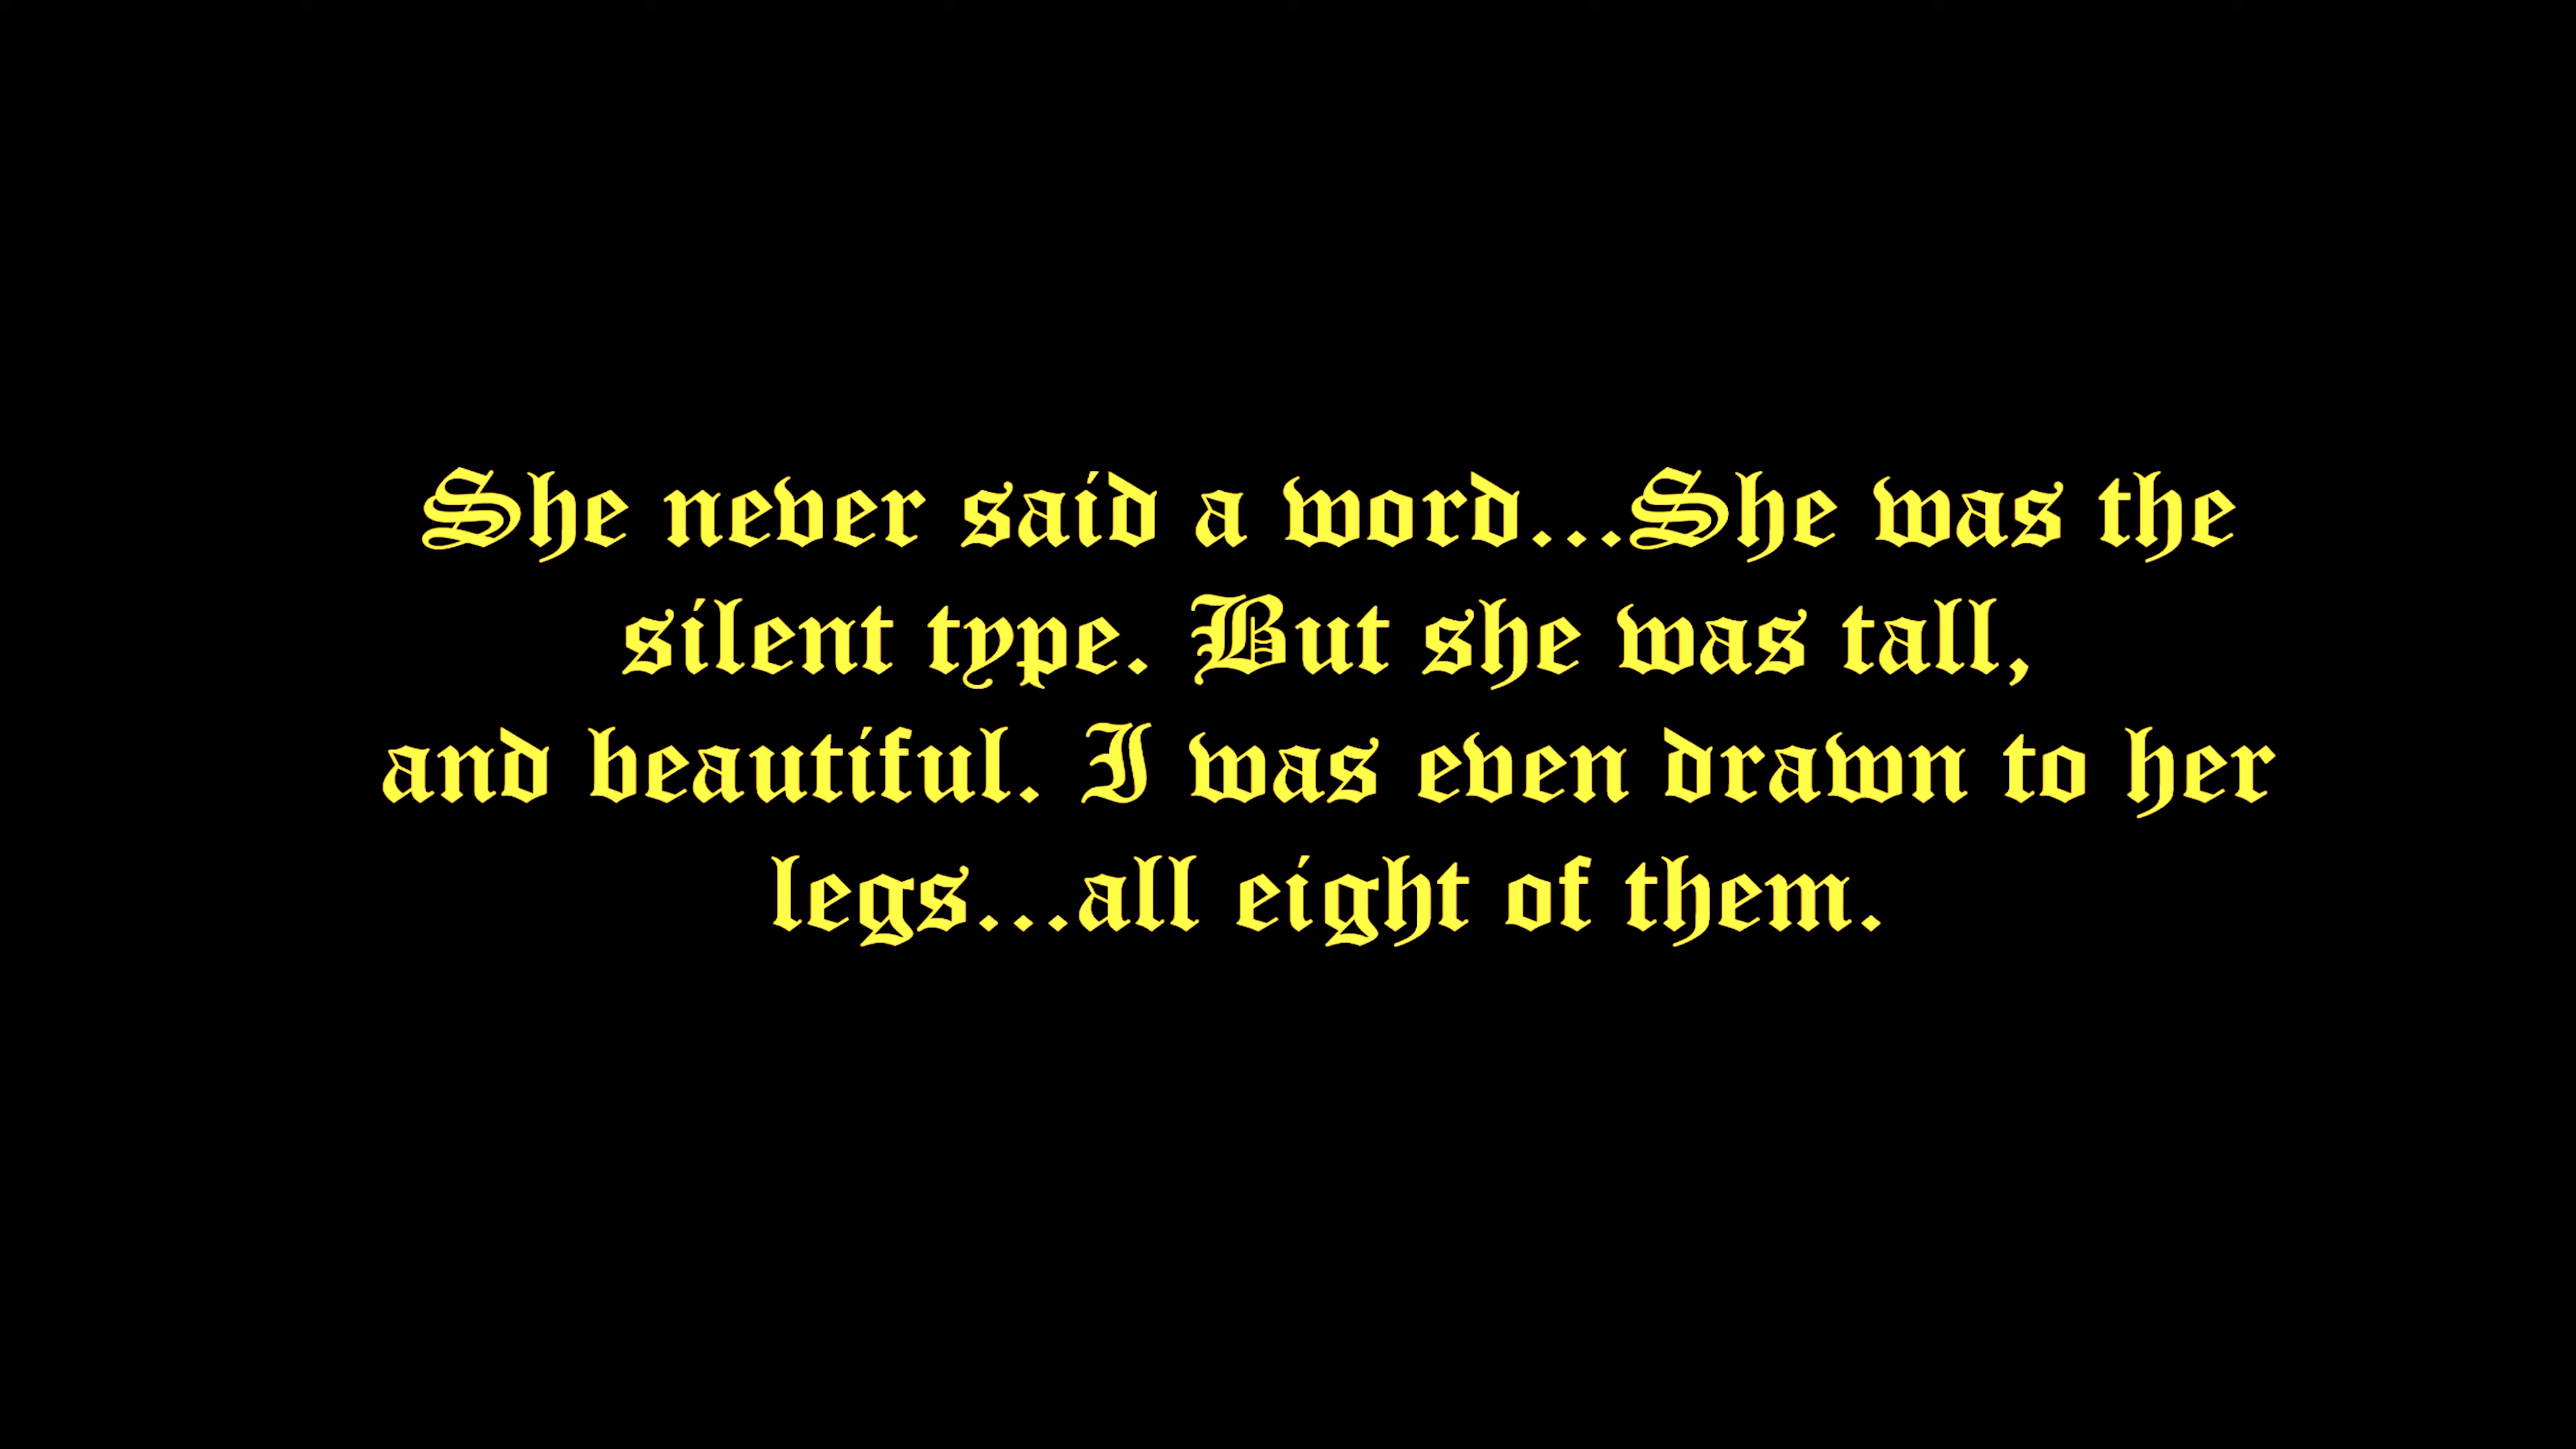 She never said a word...She was the
silent type. But she was tall,
and beautiful. I was even drawn to her
legs...all eight of them.